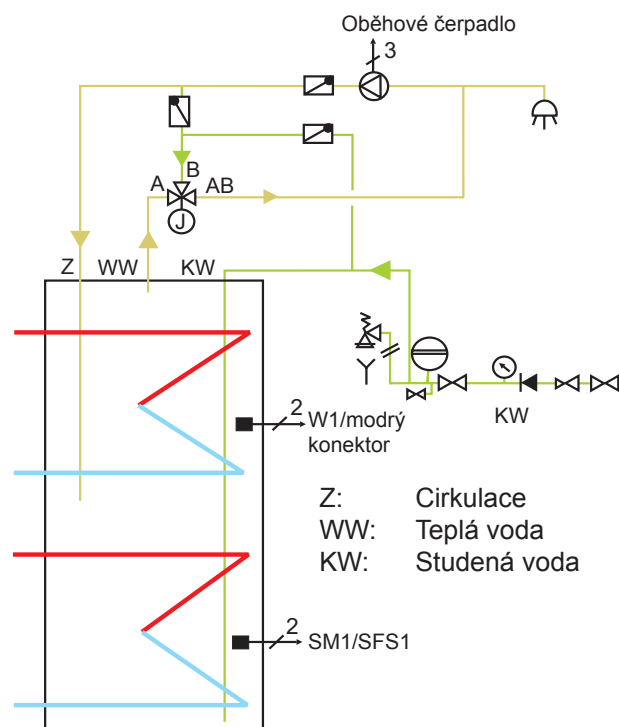 Oběhové čerpadlo
3
B
A
AB
J
Z
WW
KW
KW
2
W1/modrý
konektor
Z: Cirkulace
WW: Teplá voda
KW: Studená voda
2
SM1/SFS1